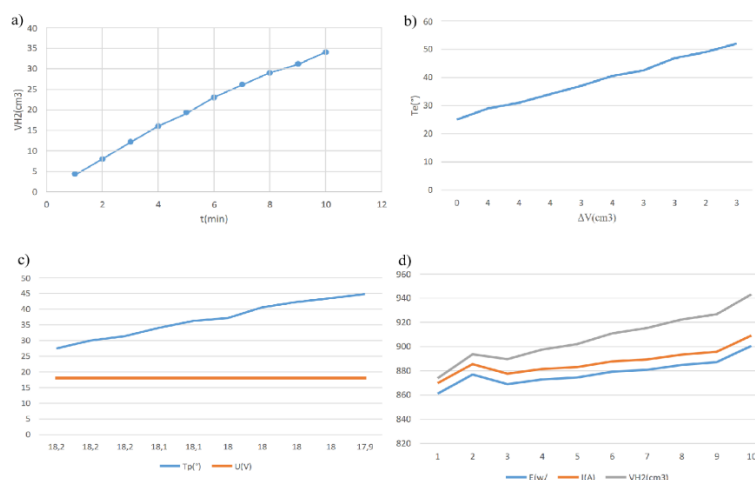 a)
40
35
30
25
20
15
10
5
0
VH2(cm3)
0 2 4 6 8 10 12
t(min)
b)
60
50
40
30
20
10
0
Te(°)
0 4 4 4 3 4 3 3 2 3
ΔV(cm3)
c)
50
45
40
35
30
25
20
15
10
5
0
18,2 18,2 18,2 18,1 18,1 18 18 18 18 17,9
Tp(°) U(V)
d)
960
940
920
900
880
860
840
820
1 2 3 4 5 6 7 8 9 10
E(w/ I(A) VH2(cm3)